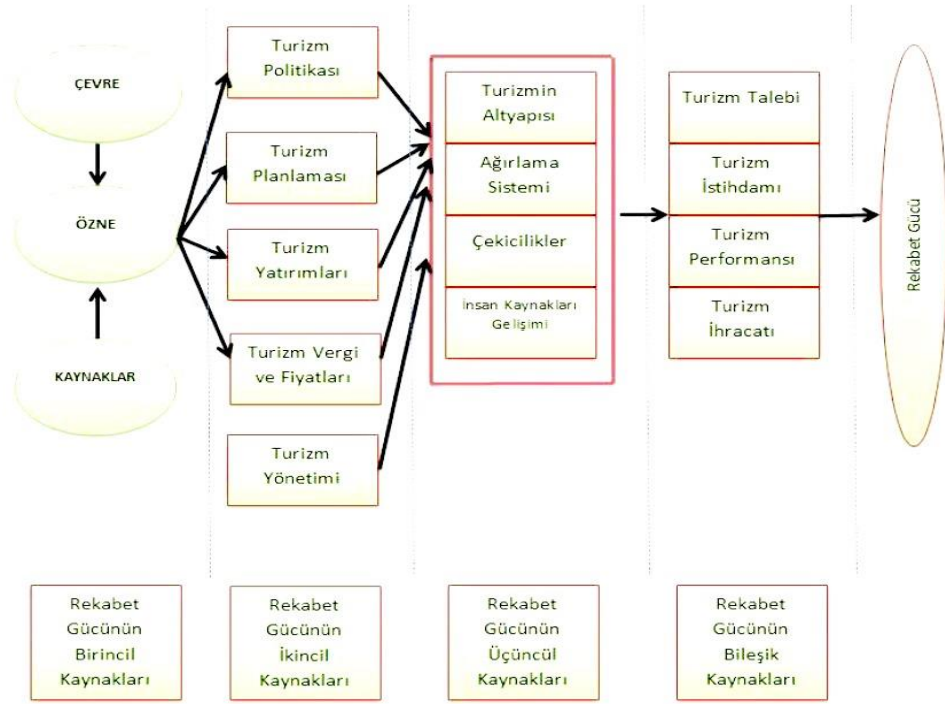 ÇEVRE
ÖZNE
KAYNAKLAR
Turizm
Politikası
Turizm
Planlaması
Turizm
Yatırımları
Turizm Vergi
ve Fiyatları
Turizm
Yönetimi
Turizmin
Altyapısı
Ağırlama
Sistemi
Çekicilikler
İnsan Kaynakları
Gelişimi
Turizm Talebi
Turizm
İstihdamı
Turizm
Performansı
Turizm
İhracatı
Rekabet Gücü
Rekabet
Gücünün
Birincil
Kaynakları
Rekabet
Gücünün
İkincil
Kaynakları
Rekabet
Gücünün
Üçüncül
Kaynakları
Rekabet
Gücünün
Bileşik
Kaynakları